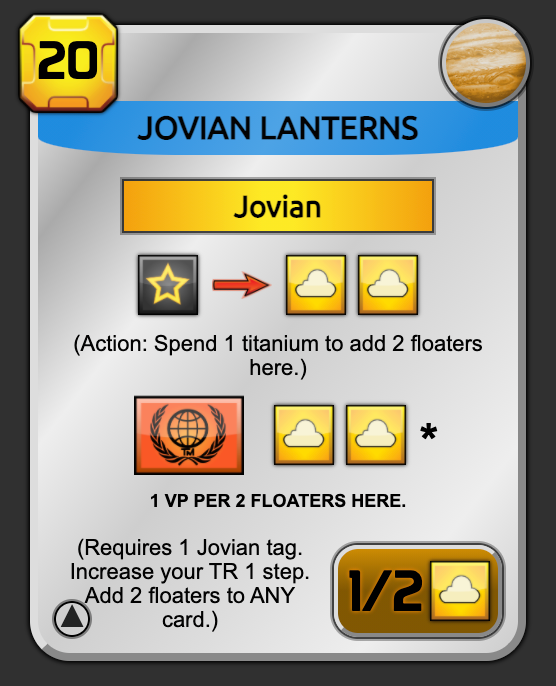 20
JOVIAN LANTERNS
Jovian
(Action: Spend 1 titanium to add 2 floaters
here.)
TM
*
1 VP PER 2 FLOATERS HERE.
(Requires 1 Jovian tag.
Increase your TR 1 step.
Add 2 floaters to ANY
card.)
1/2